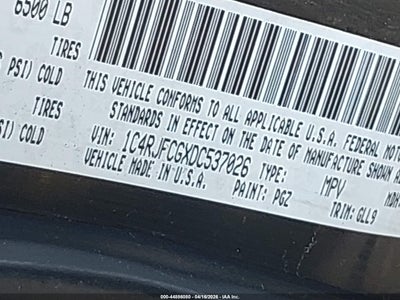 6500 LB
TIRES
PSI) COLD
TIRES
PSI) COLD
THIS VEHICLE CONFORMS TO ALL APPLICABLE U.S.A. FEDERAL MOTOR
STANDARDS IN EFFECT ON THE DATE OF MANUFACTURE SHOWN
VIN: 1C4RJFCGXDC537026 TYPE: MPV
VEHICLE MADE IN U.S.A. PAINT: PGZ TRIM: GLL9
000-44898080 - 04/18/2026 - IAA Inc.